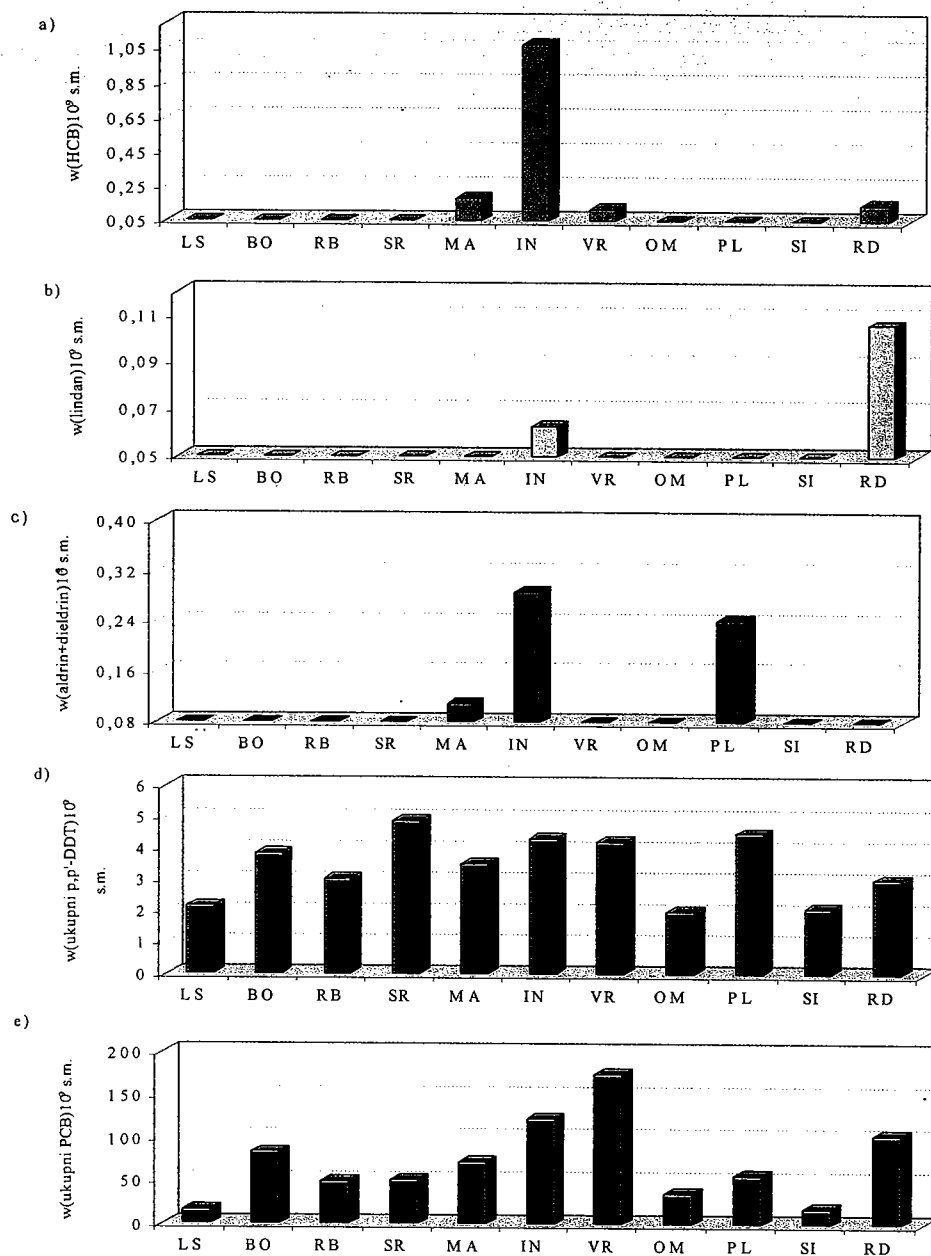 a)
w(HCB)10⁹ s.m.
1,05
0,85
0,65
0,45
0,25
0,05
LS BO RB SR MA IN VR OM PL SI RD
b)
w(lindan)10⁹ s.m.
0,11
0,09
0,07
0,05
LS BO RB SR MA IN VR OM PL SI RD
c)
w(aldrin+dieldrin)10⁹ s.m.
0,40
0,32
0,24
0,16
0,08
LS BO RB SR MA IN VR OM PL SI RD
d)
w(ukupni p,p'-DDT)10⁹
s.m.
6
5
4
3
2
1
0
LS BO RB SR MA IN VR OM PL SI RD
e)
w(ukupni PCB)10⁹ s.m.
200
150
100
50
0
LS BO RB SR MA IN VR OM PL SI RD